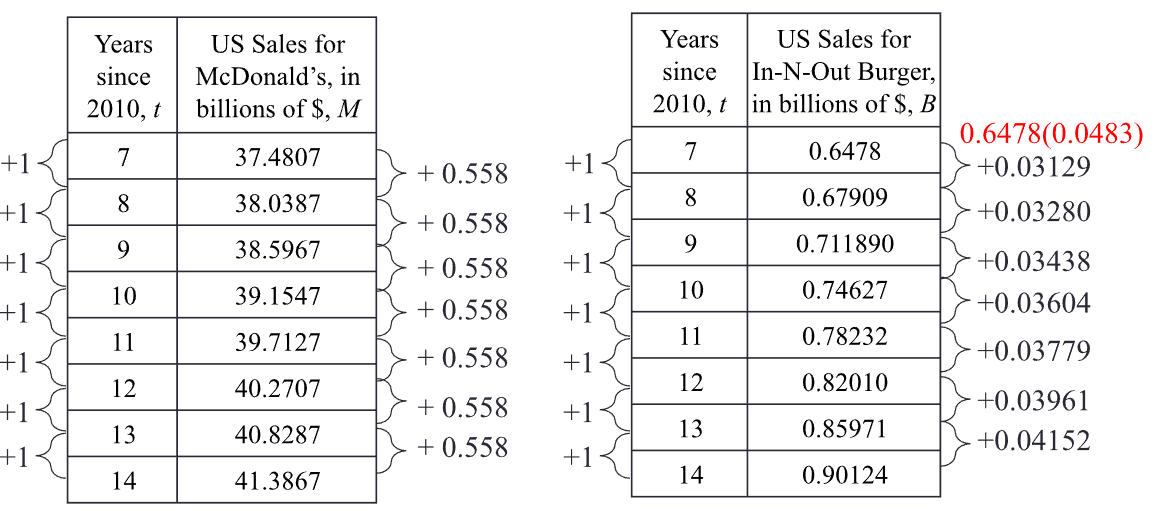 Years since 2010, t
US Sales for McDonald's, in billions of $, M
+1 7 37.4807 + 0.558
+1 8 38.0387 + 0.558
+1 9 38.5967 + 0.558
+1 10 39.1547 + 0.558
+1 11 39.7127 + 0.558
+1 12 40.2707 + 0.558
+1 13 40.8287 + 0.558
14 41.3867
Years since 2010, t
US Sales for In-N-Out Burger, in billions of $, B
0.6478(0.0483)
+1 7 0.6478 +0.03129
+1 8 0.67909 +0.03280
+1 9 0.711890 +0.03438
+1 10 0.74627 +0.03604
+1 11 0.78232 +0.03779
+1 12 0.82010 +0.03961
+1 13 0.85971 +0.04152
14 0.90124